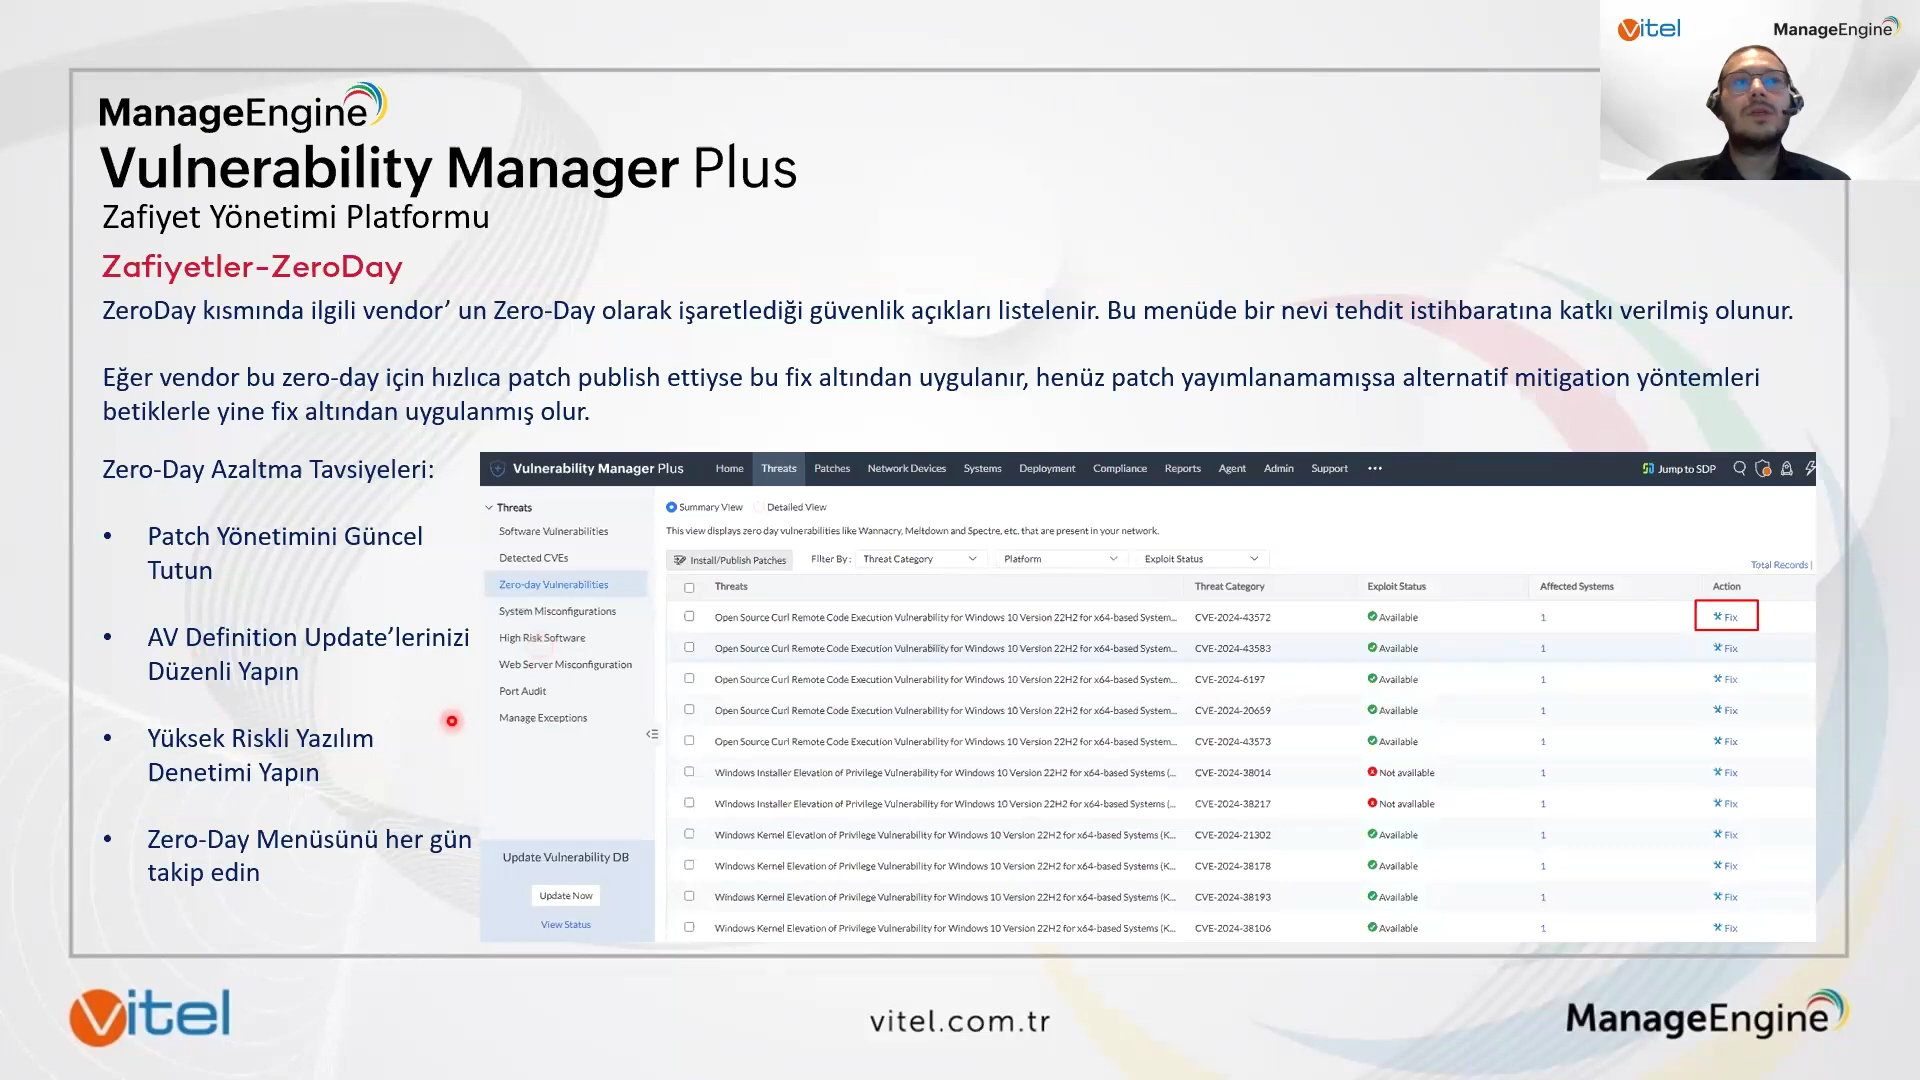 vitel
ManageEngine
ManageEngine
Vulnerability Manager Plus
Zafiyet Yönetimi Platformu
Zafiyetler-ZeroDay
ZeroDay kısmında ilgili vendor’ un Zero-Day olarak işaretlediği güvenlik açıkları listelenir. Bu menüde bir nevi tehdit istihbaratına katkı verilmiş olunur.
Eğer vendor bu zero-day için hızlıca patch publish ettiyse bu fix altından uygulanır, henüz patch yayımlanamamışsa alternatif mitigation yöntemleri
betiklerle yine fix altından uygulanmış olur.
Zero-Day Azaltma Tavsiyeleri:
• Patch Yönetimini Güncel
Tutun
• AV Definition Update’lerinizi
Düzenli Yapın
• Yüksek Riskli Yazılım
Denetimi Yapın
• Zero-Day Menüsünü her gün
takip edin
Vulnerability Manager Plus Home Threats Patches Network Devices Systems Deployment Compliance Reports Agent Admin Support ••• Jump to SDP
Threats
Software Vulnerabilities
Detected CVEs
Zero-day Vulnerabilities
System Misconfigurations
High Risk Software
Web Server Misconfiguration
Port Audit
Manage Exceptions
Update Vulnerability DB
Update Now
View Status
Summary View Detailed View
This view displays zero day vulnerabilities like Wannacry, Meltdown and Spectre, etc, that are present in your network.
Install/Publish Patches Filter By : Threat Category Platform Exploit Status
Total Records |
Threats Threat Category Exploit Status Affected Systems Action
Open Source Curl Remote Code Execution Vulnerability for Windows 10 Version 22H2 for x64-based System... CVE-2024-43572 Available 1 Fix
Open Source Curl Remote Code Execution Vulnerability for Windows 10 Version 22H2 for x64-based System... CVE-2024-43583 Available 1 Fix
Open Source Curl Remote Code Execution Vulnerability for Windows 10 Version 22H2 for x64-based System... CVE-2024-6197 Available 1 Fix
Open Source Curl Remote Code Execution Vulnerability for Windows 10 Version 22H2 for x64-based System... CVE-2024-20659 Available 1 Fix
Open Source Curl Remote Code Execution Vulnerability for Windows 10 Version 22H2 for x64-based System... CVE-2024-43573 Available 1 Fix
Windows Installer Elevation of Privilege Vulnerability for Windows 10 Version 22H2 for x64-based Systems (... CVE-2024-38014 Not available 1 Fix
Windows Installer Elevation of Privilege Vulnerability for Windows 10 Version 22H2 for x64-based Systems (... CVE-2024-38217 Not available 1 Fix
Windows Kernel Elevation of Privilege Vulnerability for Windows 10 Version 22H2 for x64-based Systems (K... CVE-2024-21302 Available 1 Fix
Windows Kernel Elevation of Privilege Vulnerability for Windows 10 Version 22H2 for x64-based Systems (K... CVE-2024-38178 Available 1 Fix
Windows Kernel Elevation of Privilege Vulnerability for Windows 10 Version 22H2 for x64-based Systems (K... CVE-2024-38193 Available 1 Fix
Windows Kernel Elevation of Privilege Vulnerability for Windows 10 Version 22H2 for x64-based Systems (K... CVE-2024-38106 Available 1 Fix
vitel
vitel.com.tr
ManageEngine